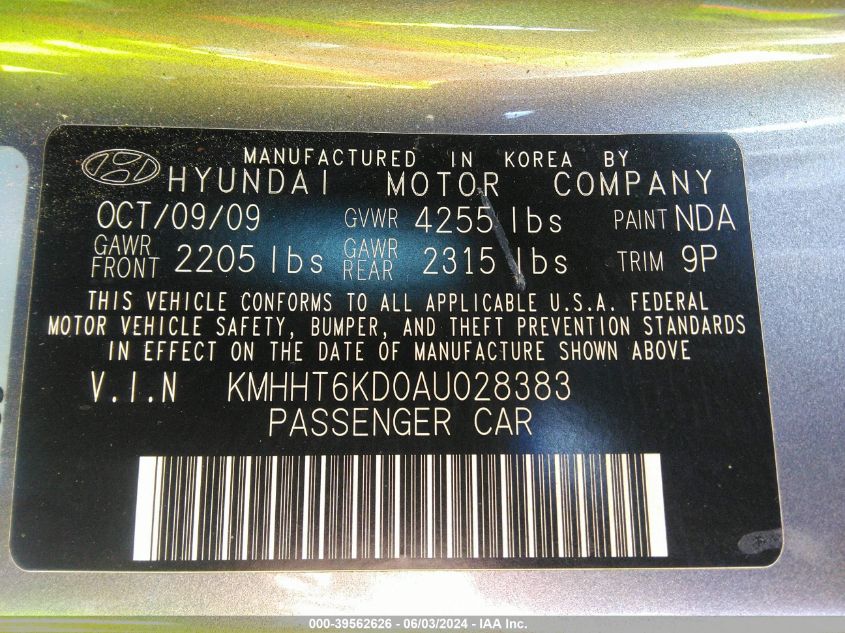 MANUFACTURED IN KOREA BY
HYUNDAI MOTOR COMPANY
OCT/09/09 GVWR 4255 lbs PAINT NDA
GAWR FRONT 2205 lbs GAWR REAR 2315 lbs TRIM 9P
THIS VEHICLE CONFORMS TO ALL APPLICABLE U.S.A. FEDERAL
MOTOR VEHICLE SAFETY, BUMPER, AND THEFT PREVENTION STANDARDS
IN EFFECT ON THE DATE OF MANUFACTURE SHOWN ABOVE
V.I.N KMHHT6KD0AU028383
PASSENGER CAR
000-39562626 - 06/03/2024 - IAA Inc.